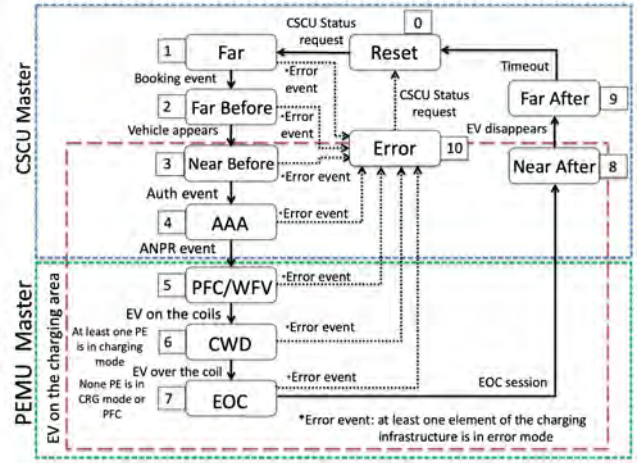 CSCU Status
request
0
Reset
1
Far
Booking event
*Error
event
2
Far Before
Vehicle appears
*Error
event
3
Near Before
*Error event
Auth event
4
AAA
*Error event
ANPR event
CSCU Status
request
Error
10
Timeout
Far After
9
EV disappears
Near After
8
5
PFC/WFV
*Error event
EV on the coils
At least one PE
is in charging
mode
6
CWD
*Error event
EV over the coil
None PE is in
CRG mode or
PFC
7
EOC
*Error event
EOC session
*Error event: at least one element of the charging
infrastructure is in error mode
CSCU Master
PEMU Master
EV on the charging area